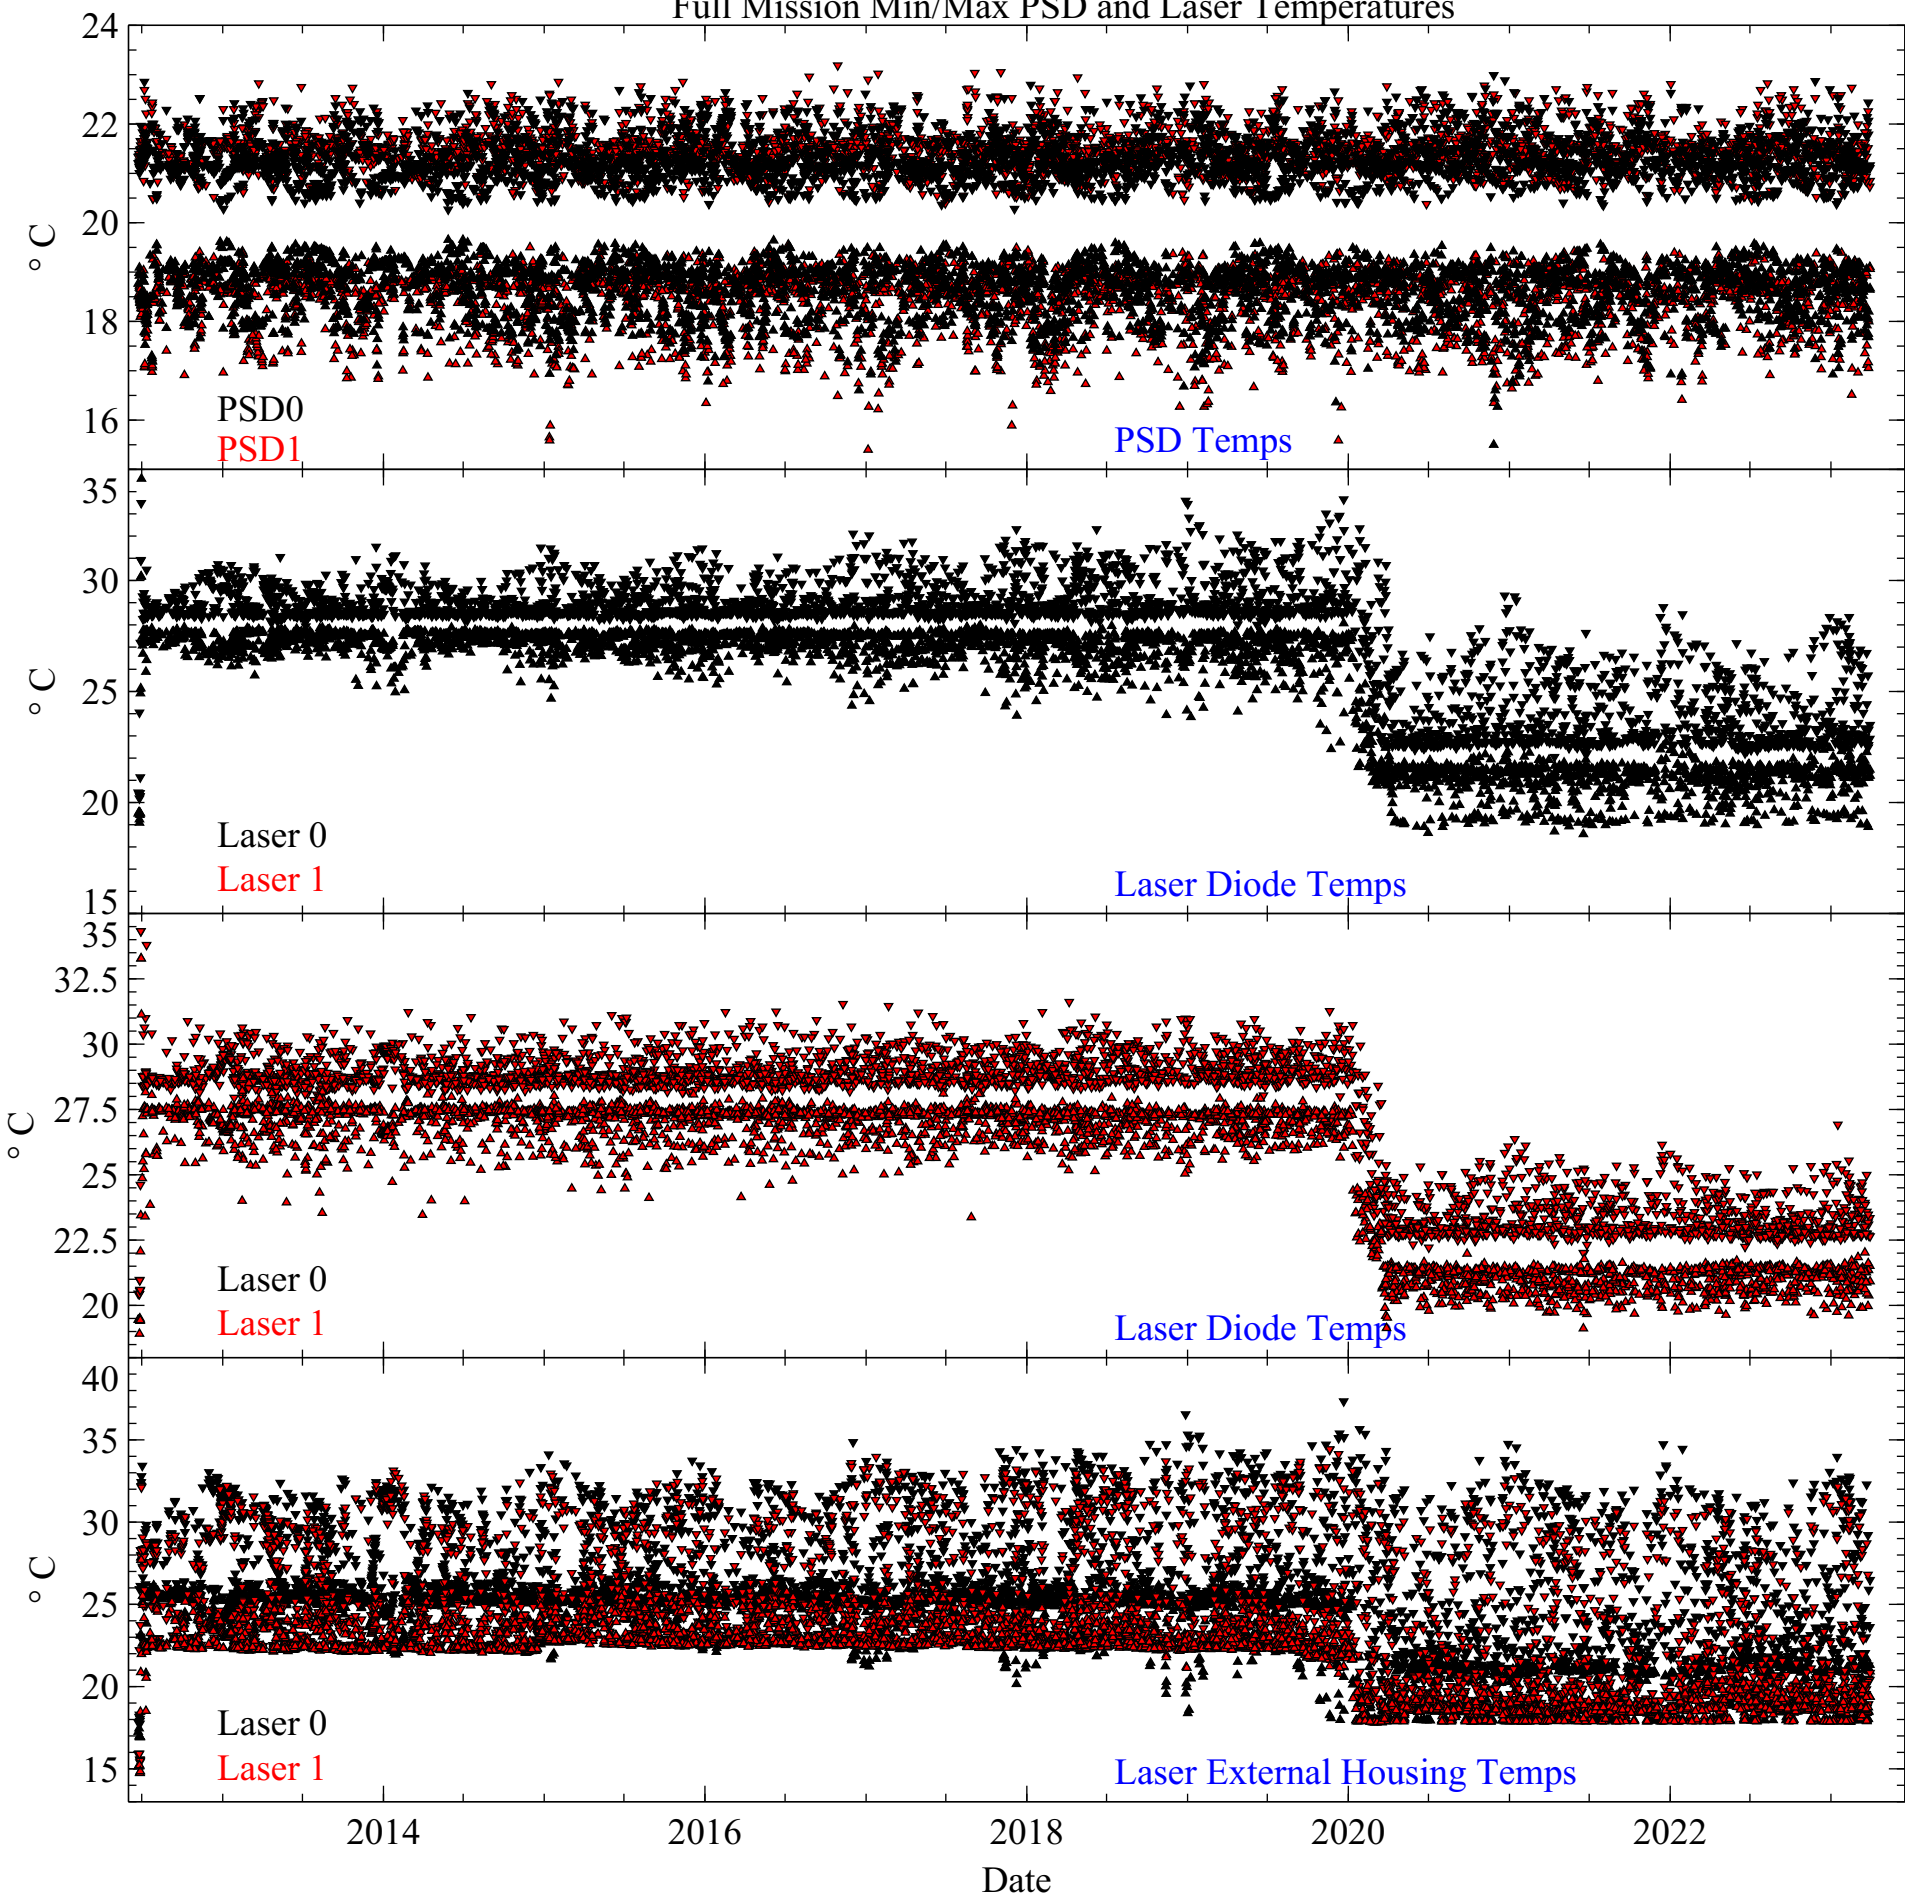 Full Mission Min/Max PSD and Laser Temperatures
24
22
20
18
16
° C
PSD0
PSD1
PSD Temps
35
30
25
20
15
° C
Laser 0
Laser 1
Laser Diode Temps
35
32.5
30
27.5
25
22.5
20
° C
Laser 0
Laser 1
Laser Diode Temps
40
35
30
25
20
15
° C
Laser 0
Laser 1
Laser External Housing Temps
2014 2016 2018 2020 2022
Date